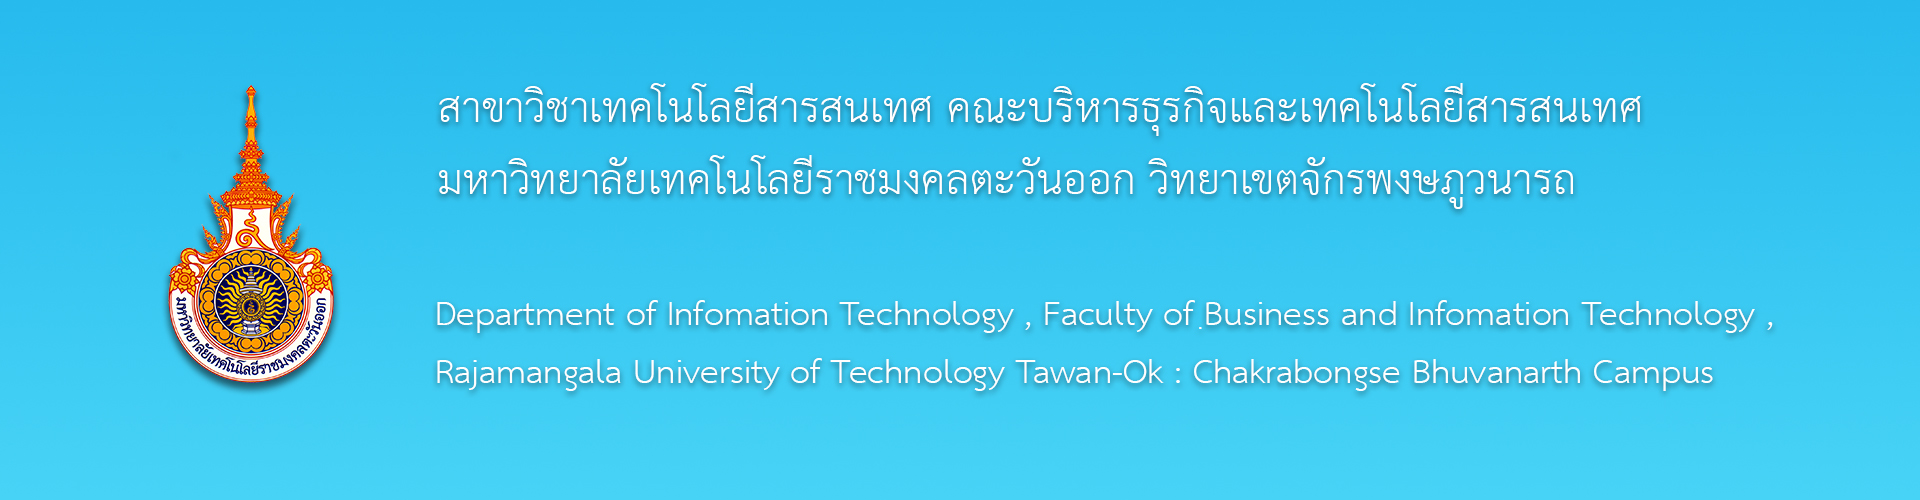 สาขาวิชาเทคโนโลยีสารสนเทศ คณะบริหารธุรกิจและเทคโนโลยีสารสนเทศ
มหาวิทยาลัยเทคโนโลยีราชมงคลตะวันออก วิทยาเขตจักรพงษภูวนารถ
มหาวิทยาลัยเทคโนโลยีราชมงคลตะวันออก
Department of Infomation Technology , Faculty of Business and Infomation Technology ,
Rajamangala University of Technology Tawan-Ok : Chakrabongse Bhuvanarth Campus